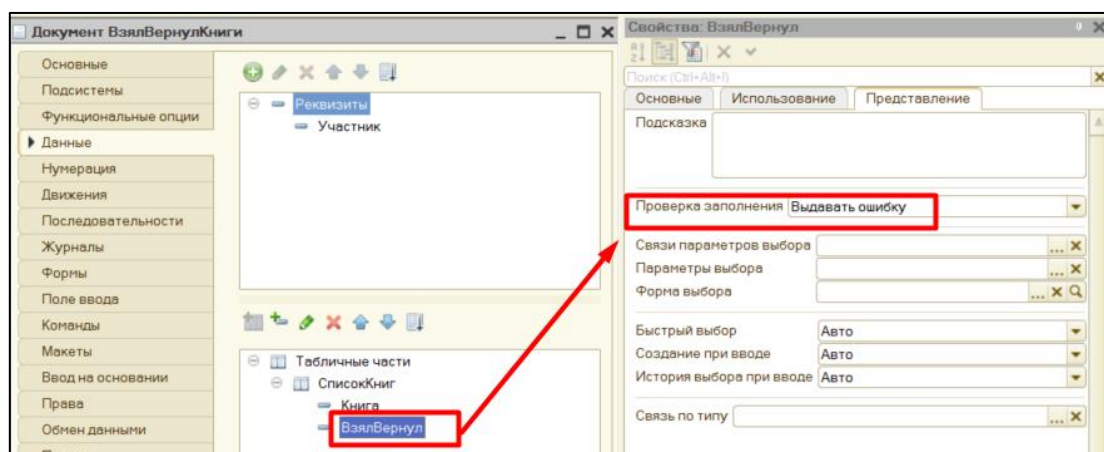 Документ ВзялВернулКниги
Основные
Подсистемы
Функциональные опции
Данные
Нумерация
Движения
Последовательности
Журналы
Формы
Поле ввода
Команды
Макеты
Ввод на основании
Права
Обмен данными
Реквизиты
Участник
Табличные части
СписокКниг
Книга
ВзялВернул
Свойства: ВзялВернул
Поиск (Ctrl+Alt+I)
Основные Использование Представление
Подсказка
Проверка заполнения Выдавать ошибку
Связи параметров выбора
Параметры выбора
Форма выбора
Быстрый выбор Авто
Создание при вводе Авто
История выбора при вводе Авто
Связь по типу